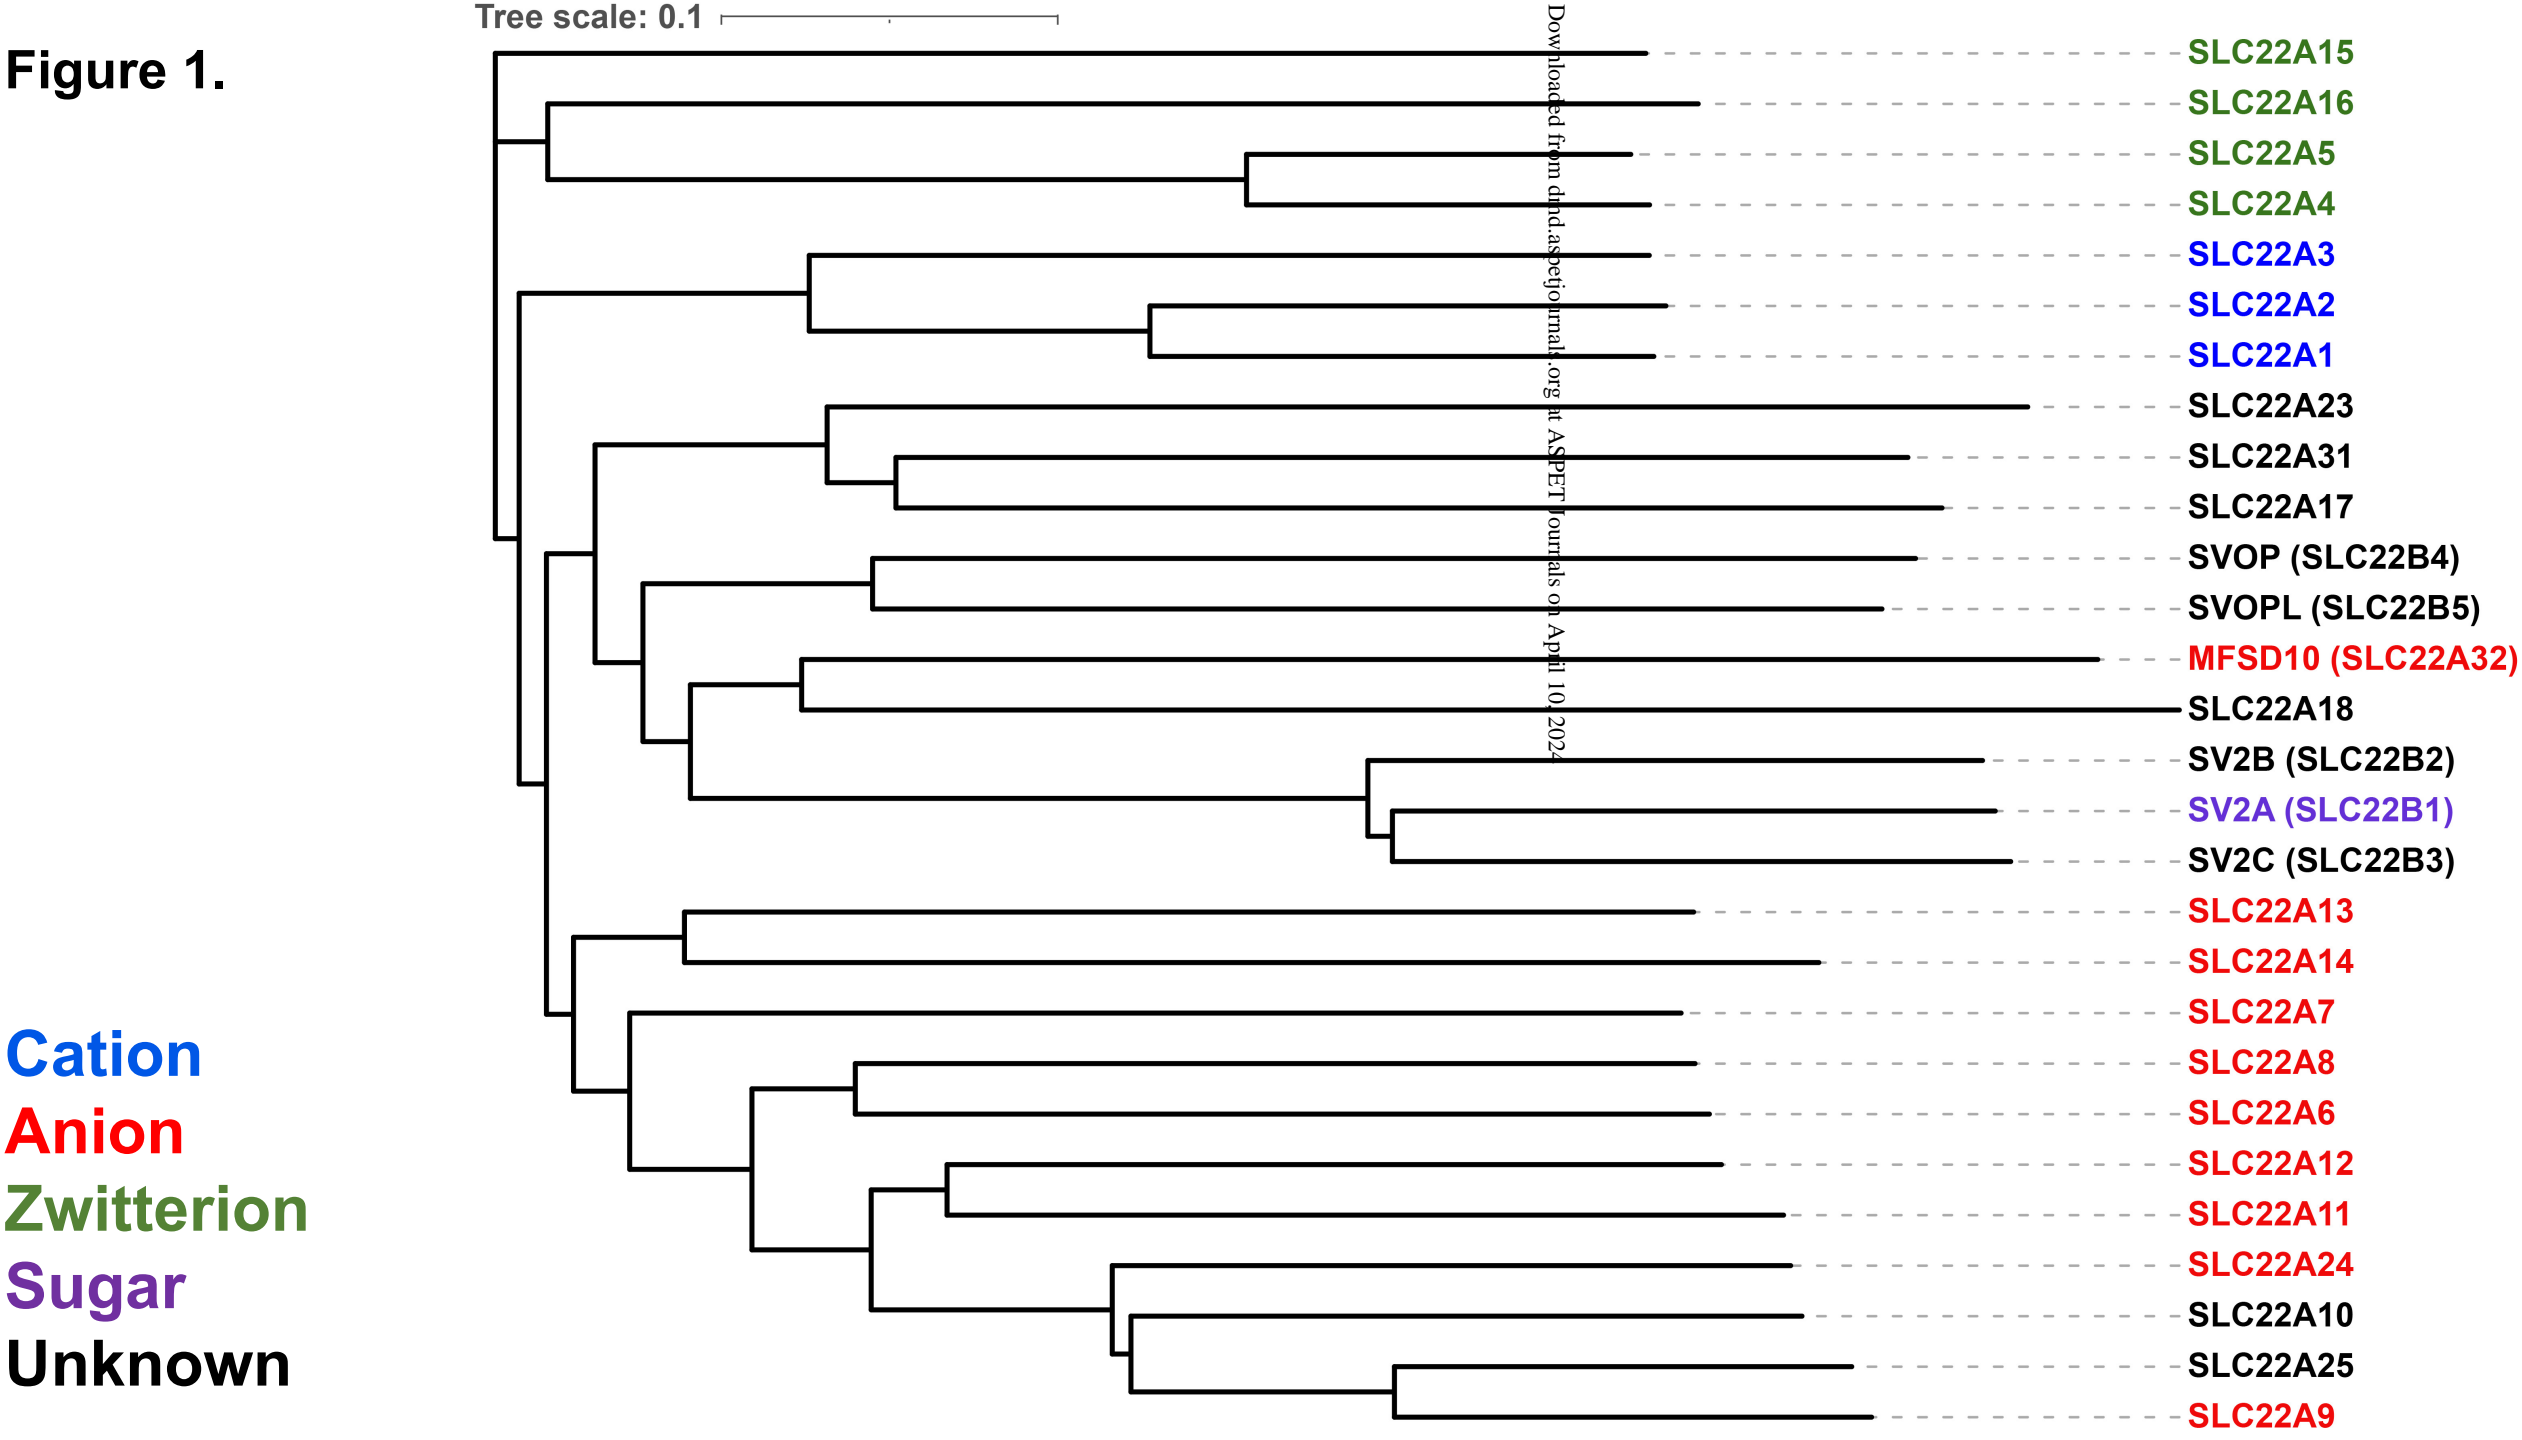 Tree scale: 0.1
Figure 1.
SLC22A15
SLC22A16
SLC22A5
SLC22A4
SLC22A3
SLC22A2
SLC22A1
SLC22A23
SLC22A31
SLC22A17
SVOP (SLC22B4)
SVOPL (SLC22B5)
MFSD10 (SLC22A32)
SLC22A18
SV2B (SLC22B2)
SV2A (SLC22B1)
SV2C (SLC22B3)
SLC22A13
SLC22A14
SLC22A7
SLC22A8
SLC22A6
SLC22A12
SLC22A11
SLC22A24
SLC22A10
SLC22A25
SLC22A9
Cation
Anion
Zwitterion
Sugar
Unknown
Downloaded from dmd.aspetjournals.org at ASPET Journals on April 10, 2024